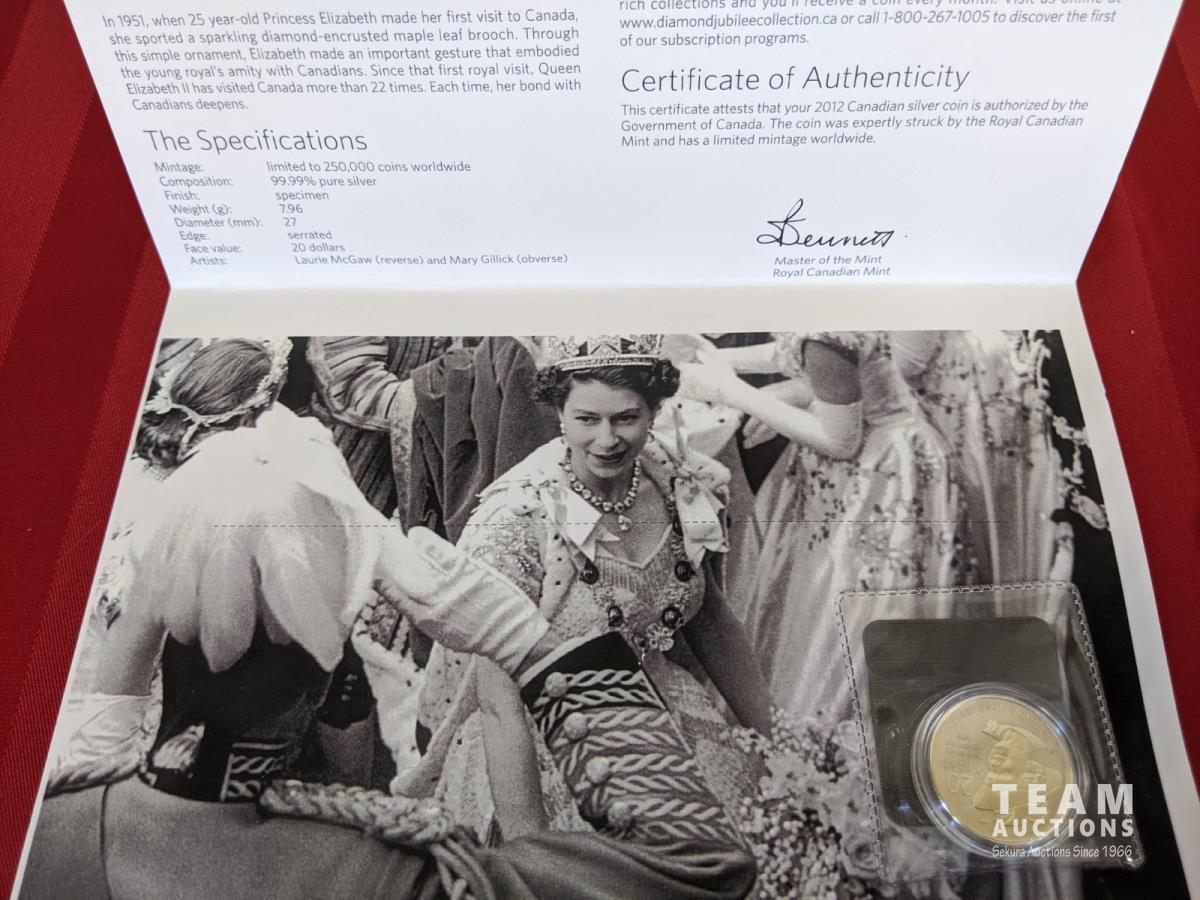 In 1951, when 25 year-old Princess Elizabeth made her first visit to Canada,
she sported a sparkling diamond-encrusted maple leaf brooch. Through
this simple ornament, Elizabeth made an important gesture that embodied
the young royal's amity with Canadians. Since that first royal visit, Queen
Elizabeth II has visited Canada more than 22 times. Each time, her bond with
Canadians deepens.
The Specifications
Mintage: limited to 250,000 coins worldwide
Composition: 99.99% pure silver
Finish: specimen
Weight (g): 7.96
Diameter (mm): 27
Edge: serrated
Face value: 20 dollars
Artists: Laurie McGaw (reverse) and Mary Gillick (obverse)
rich collections and you'll receive a coin every month. Visit us online at
www.diamondjubileecollection.ca or call 1-800-267-1005 to discover the first
of our subscription programs.
Certificate of Authenticity
This certificate attests that your 2012 Canadian silver coin is authorized by the
Government of Canada. The coin was expertly struck by the Royal Canadian
Mint and has a limited mintage worldwide.
Bennett
Master of the Mint
Royal Canadian Mint
20
TEAM
AUCTIONS
Sekura Auctions Since 1966